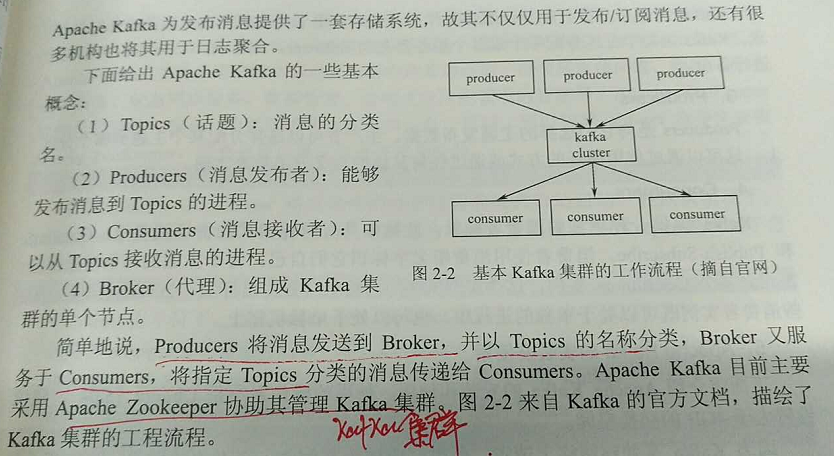 Apache Kafka 为发布消息提供了一套存储系统，故其不仅仅用于发布/订阅消息，还有很
多机构也将其用于日志聚合。
下面给出 Apache Kafka 的一些基本
概念：
（1）Topics（话题）：消息的分类
名。
（2）Producers（消息发布者）：能够
发布消息到 Topics 的进程。
（3）Consumers（消息接收者）：可
以从 Topics 接收消息的进程。
（4）Broker（代理）：组成 Kafka 集
群的单个节点。
producer producer producer
kafka
cluster
consumer consumer consumer
图 2-2 基本 Kafka 集群的工作流程（摘自官网）
简单地说，Producers 将消息发送到 Broker，并以 Topics 的名称分类，Broker 又服
务于 Consumers，将指定 Topics 分类的消息传递给 Consumers。Apache Kafka 目前主要
采用 Apache Zookeeper 协助其管理 Kafka 集群。图 2-2 来自 Kafka 的官方文档，描绘了
Kafka 集群的工程流程。
集群